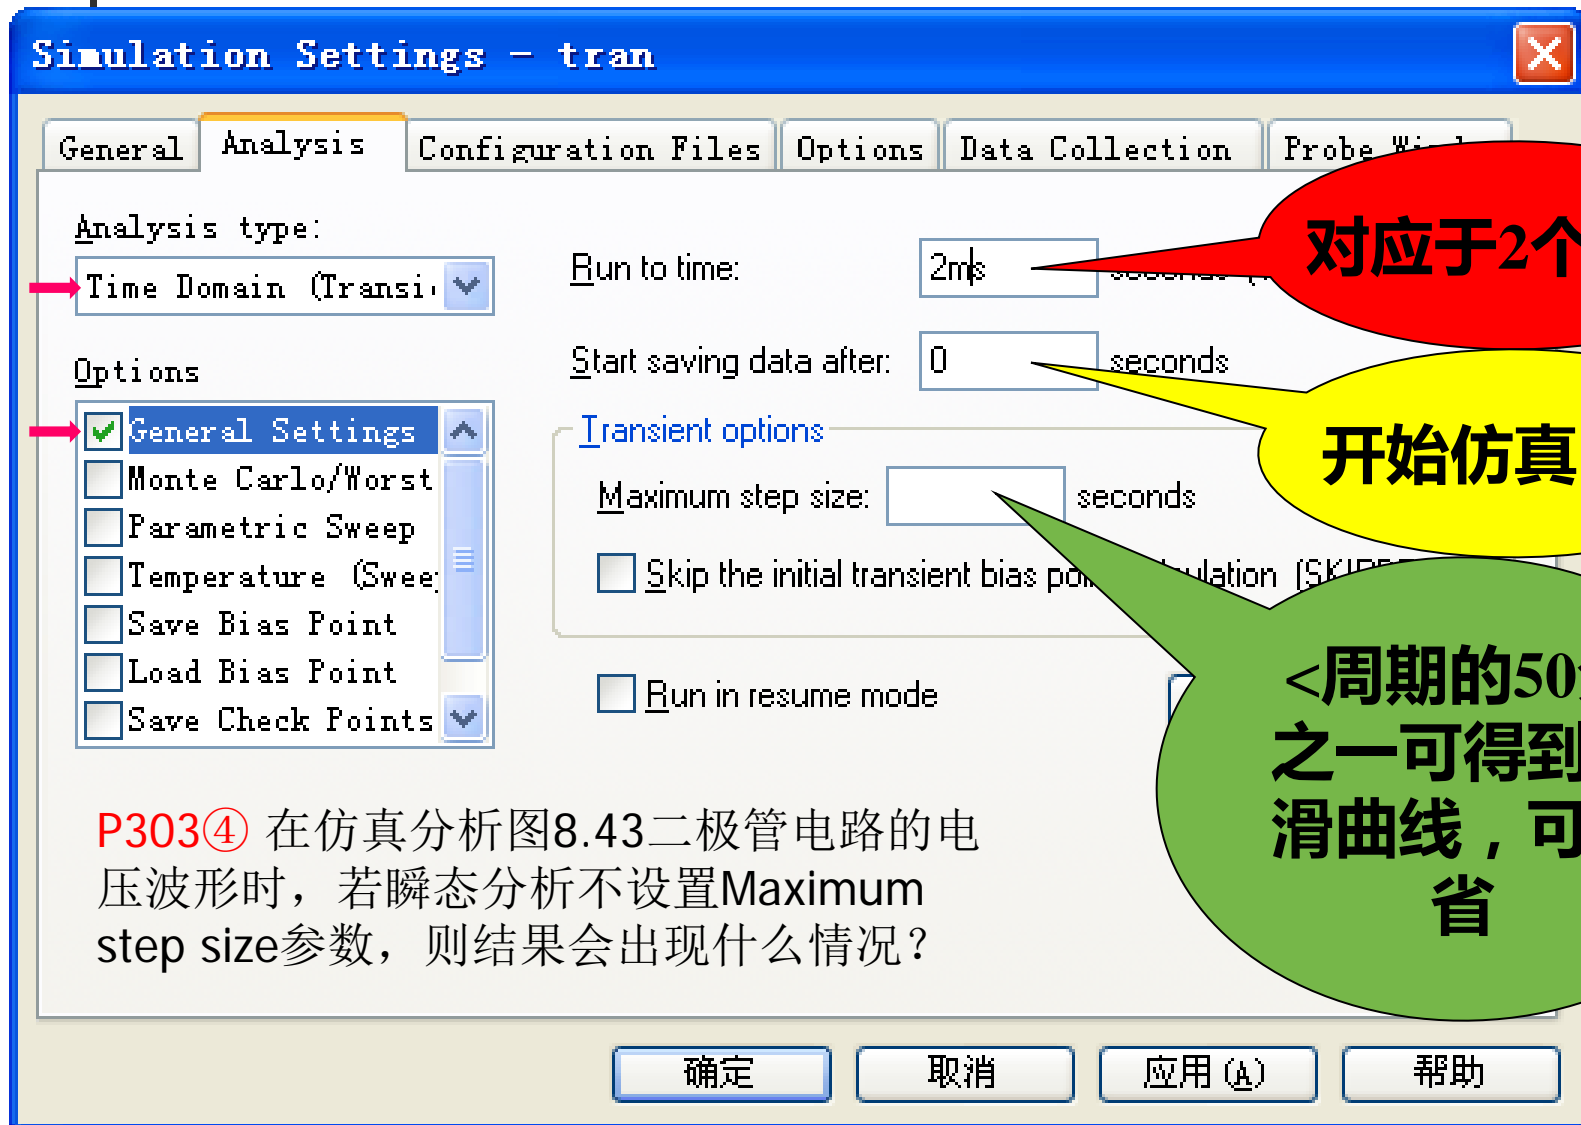 Simulation Settings - tran
General Analysis Configuration Files Options Data Collection Probe
Analysis type:
Time Domain (Transi
Run to time: 2ms seconds
对应于2个
Start saving data after: 0 seconds
开始仿真
Options
General Settings
Monte Carlo/Worst
Parametric Sweep
Temperature (Sweep
Save Bias Point
Load Bias Point
Save Check Points
Transient options
Maximum step size: seconds
Skip the initial transient bias point calculation (SKIPBP
Run in resume mode
<周期的50
之一可得到
滑曲线，可
省
P303④ 在仿真分析图8.43二极管电路的电
压波形时，若瞬态分析不设置Maximum
step size参数，则结果会出现什么情况？
确定 取消 应用(A) 帮助